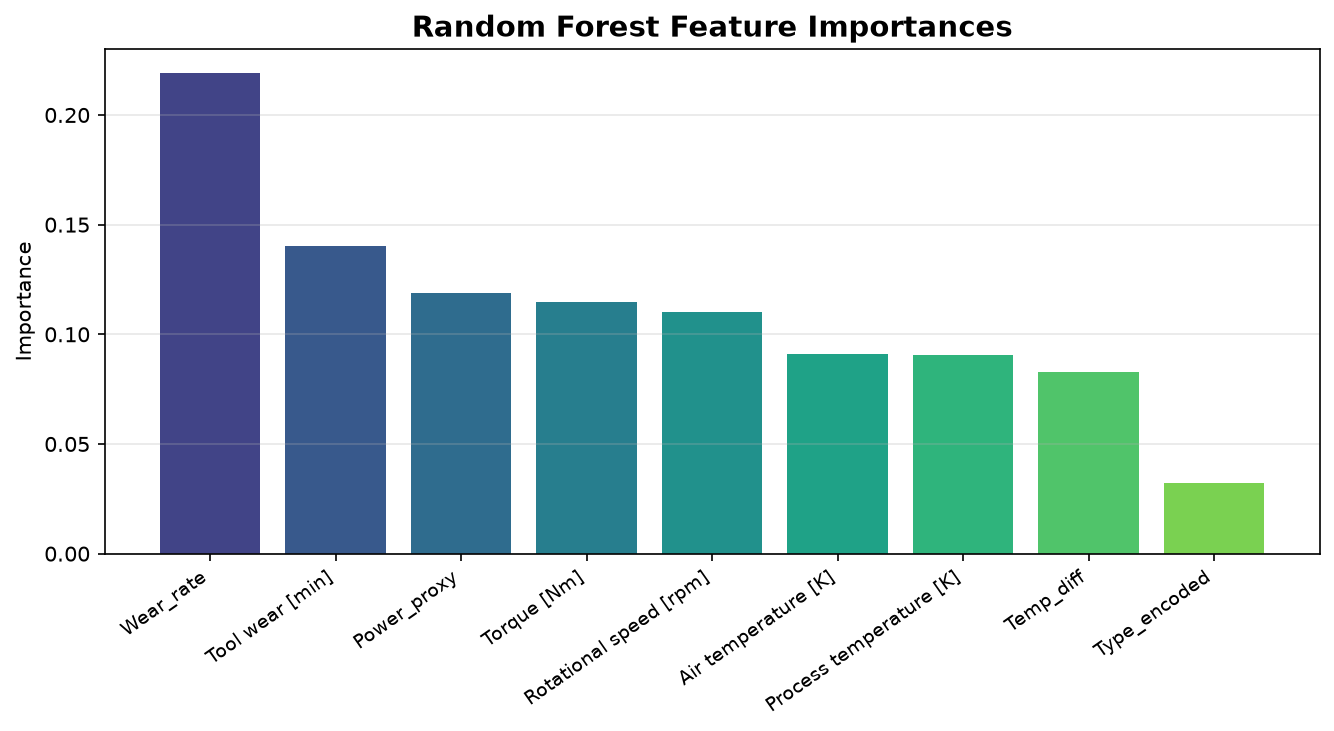 Random Forest Feature Importances
Importance
0.20
0.15
0.10
0.05
0.00
Wear_rate
Tool wear [min]
Power_proxy
Torque [Nm]
Rotational speed [rpm]
Air temperature [K]
Process temperature [K]
Temp_diff
Type_encoded